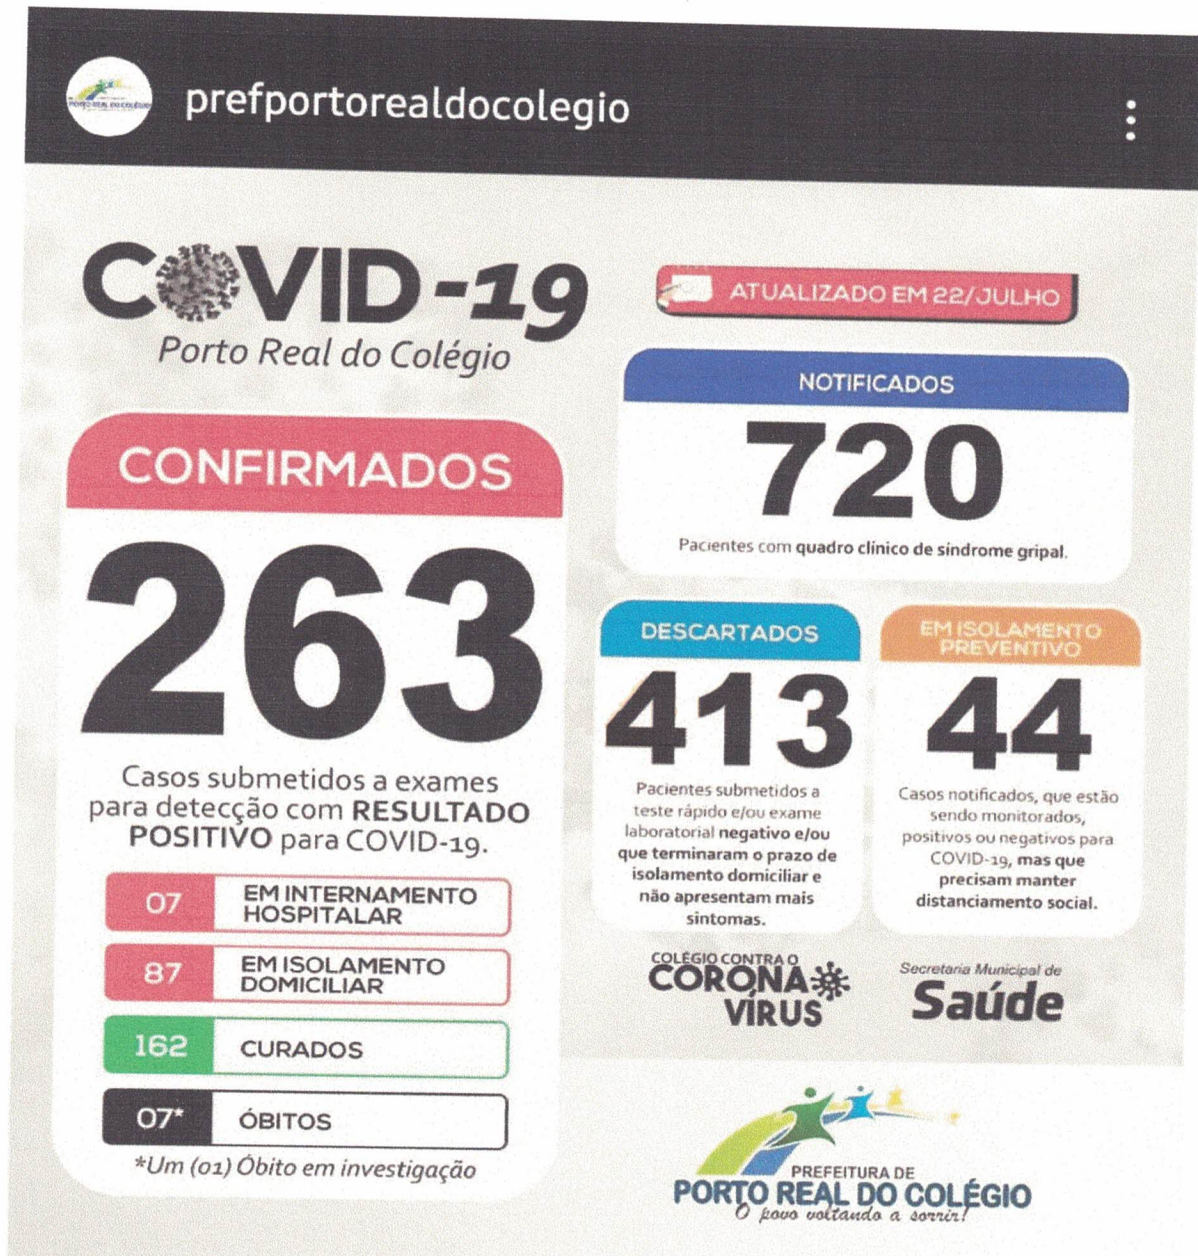 prefportorealdocolegio
COVID-19
Porto Real do Colégio
ATUALIZADO EM 22/JULHO
NOTIFICADOS
720
Pacientes com quadro clínico de síndrome gripal.
CONFIRMADOS
263
Casos submetidos a exames
para detecção com RESULTADO
POSITIVO para COVID-19.
07 EM INTERNAMENTO
HOSPITALAR
87 EM ISOLAMENTO
DOMICILIAR
162 CURADOS
07* ÓBITOS
*Um (01) Óbito em investigação
DESCARTADOS
413
Pacientes submetidos a
teste rápido e/ou exame
laboratorial negativo e/ou
que terminaram o prazo de
isolamento domiciliar e
não apresentam mais
sintomas.
EM ISOLAMENTO
PREVENTIVO
44
Casos notificados, que estão
sendo monitorados,
positivos ou negativos para
COVID-19, mas que
precisam manter
distanciamento social.
COLÉGIO CONTRA O
CORONA
VÍRUS
Secretaria Municipal de
Saúde
PREFEITURA DE
PORTO REAL DO COLÉGIO
O povo voltando a sorrir!